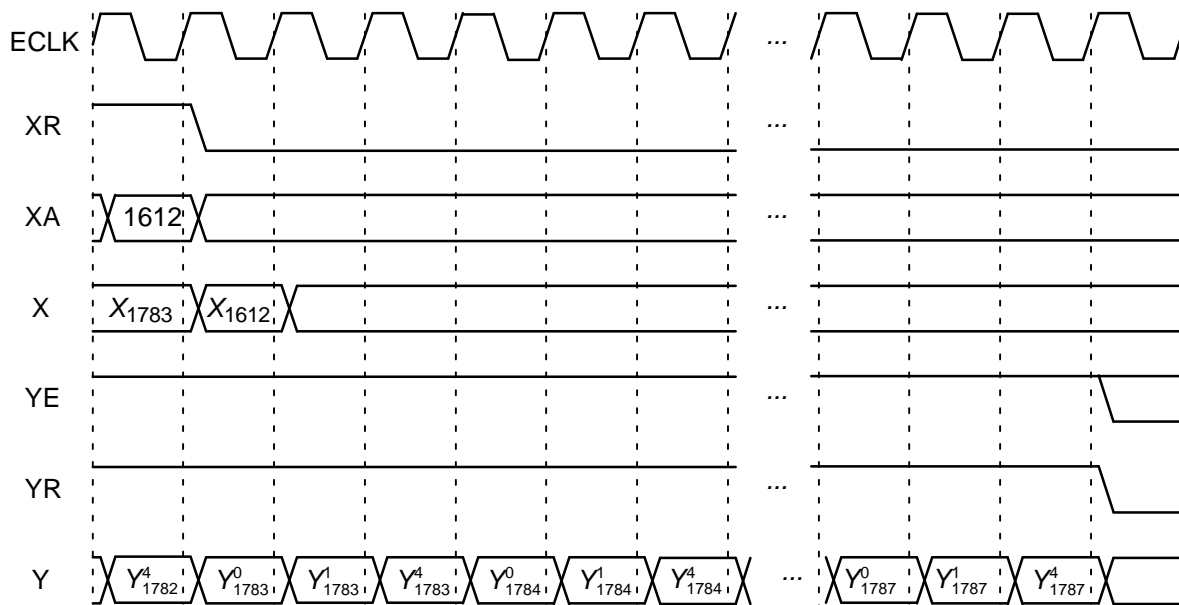 ECLK ...
XR ...
XA 1612 ...
X X₁₇₈₃ X₁₆₁₂ ...
YE ...
YR ...
Y Y⁴₁₇₈₂ Y⁰₁₇₈₃ Y¹₁₇₈₃ Y⁴₁₇₈₃ Y⁰₁₇₈₄ Y¹₁₇₈₄ Y⁴₁₇₈₄ ... Y⁰₁₇₈₇ Y¹₁₇₈₇ Y⁴₁₇₈₇